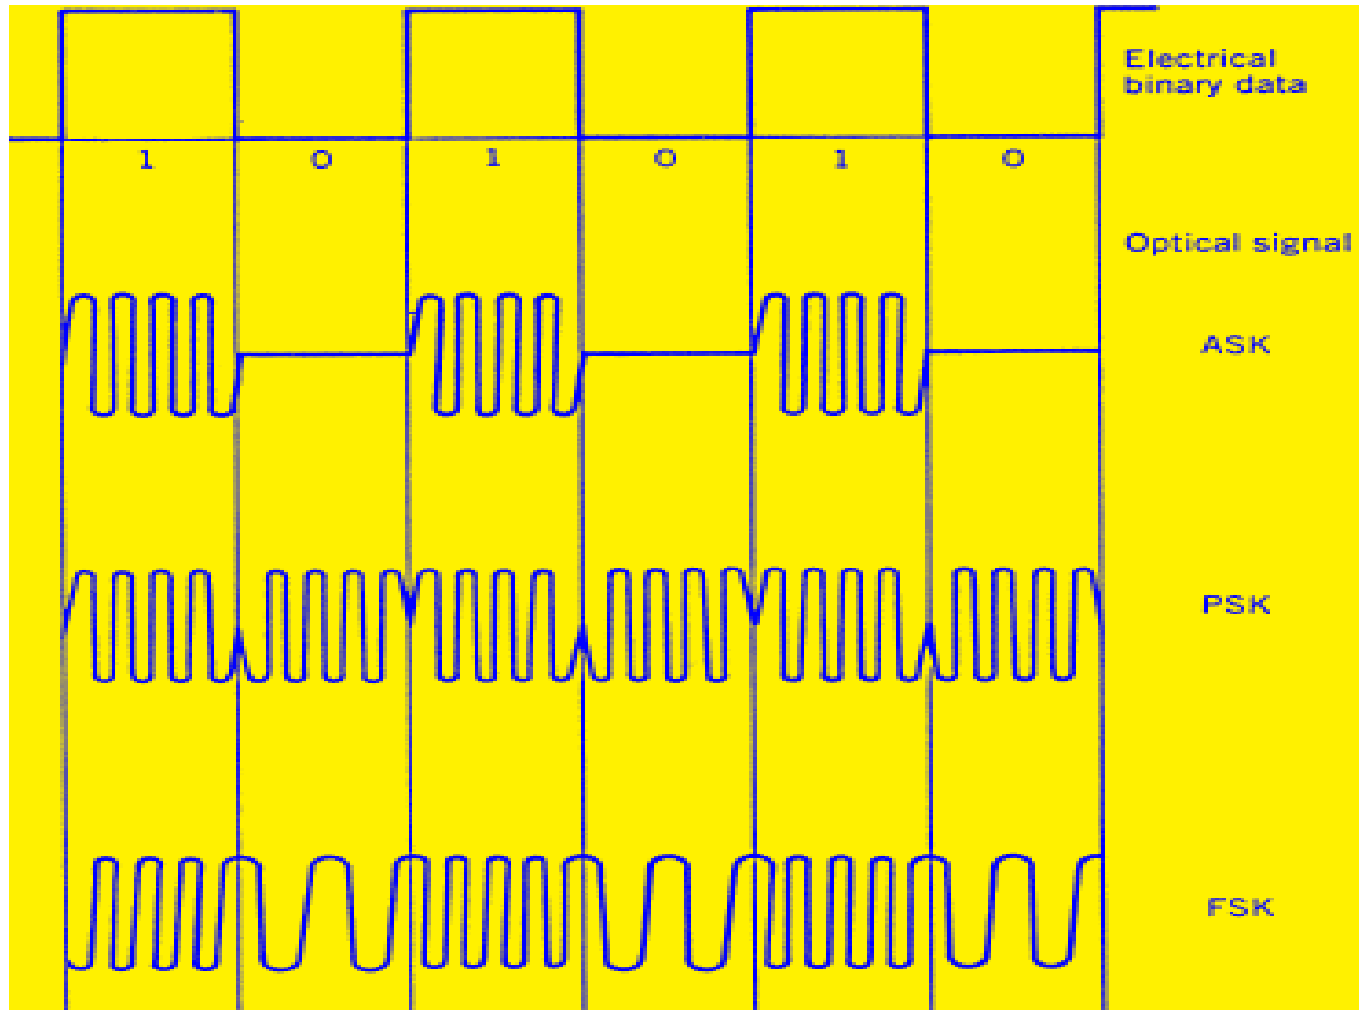 Electrical
binary data
1 0 1 0 1 0
Optical signal
ASK
PSK
FSK